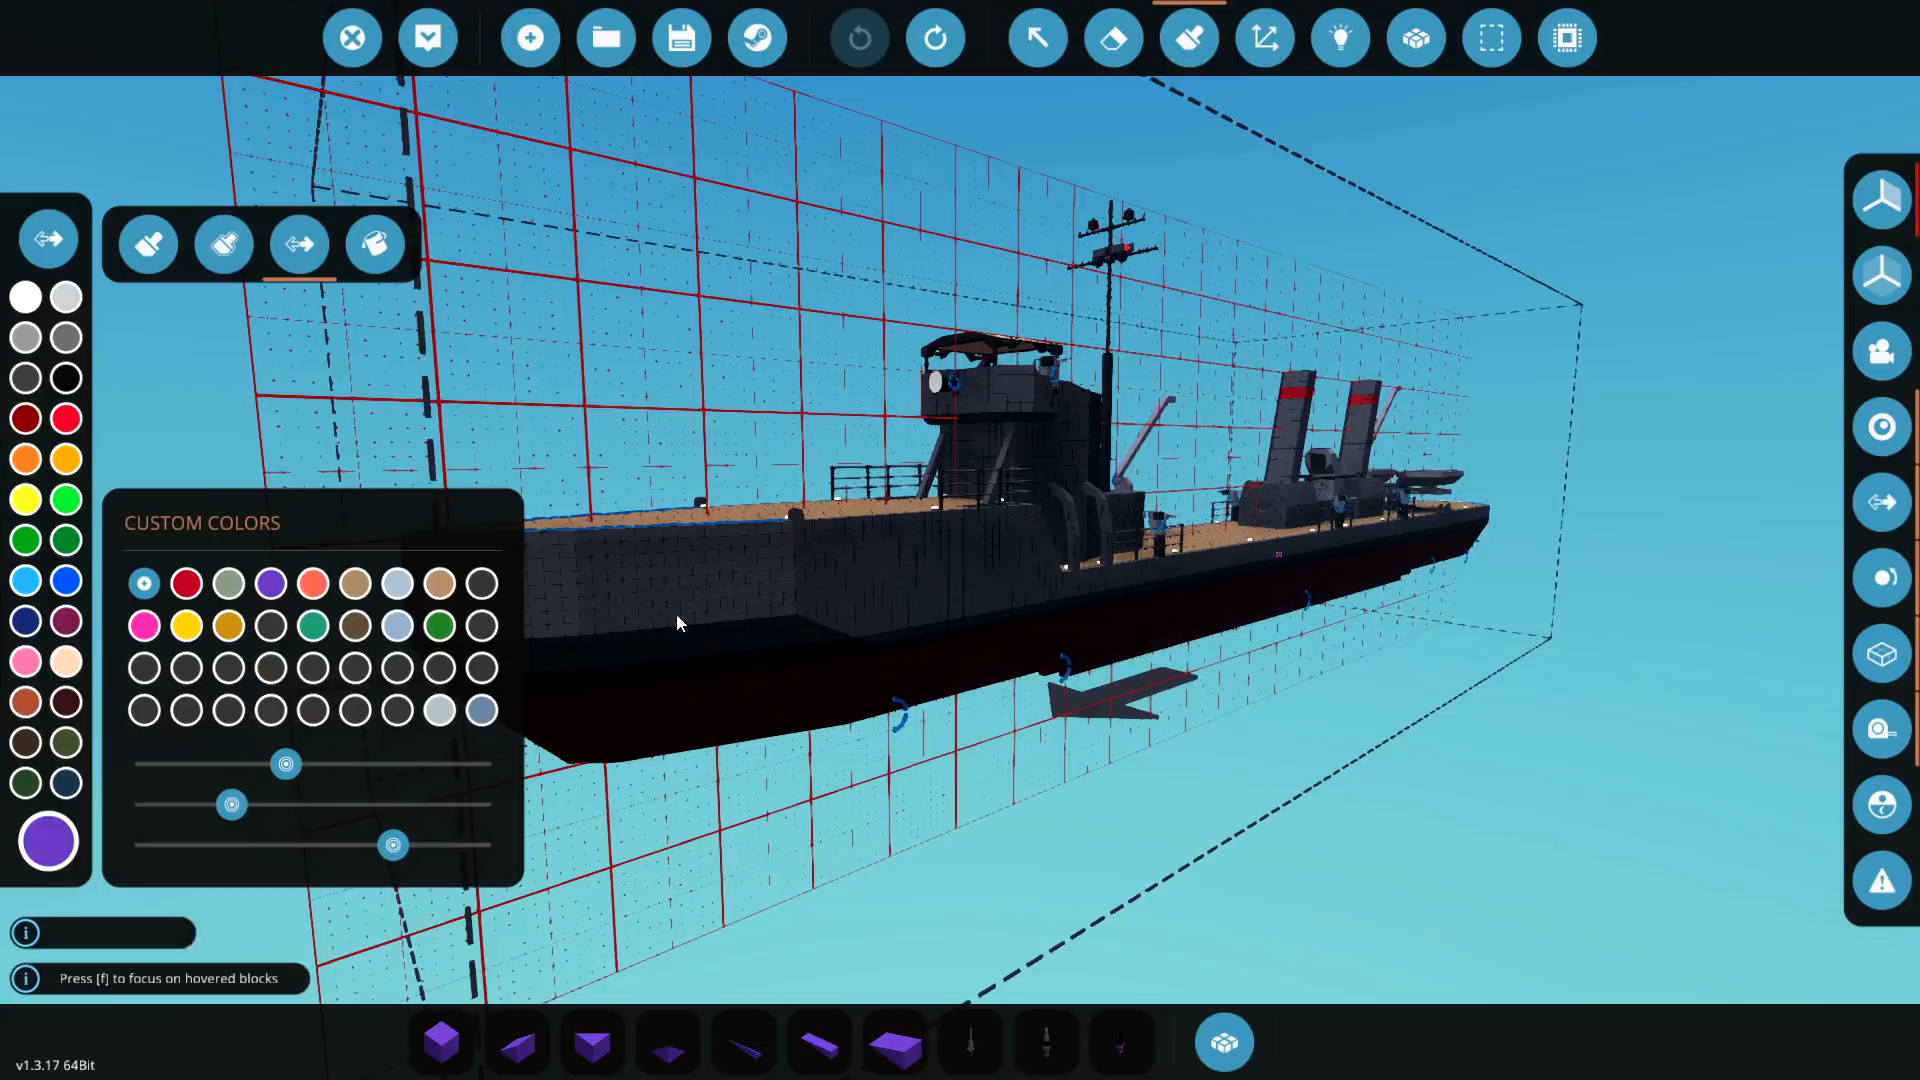 CUSTOM COLORS
Press [f] to focus on hovered blocks
v1.3.17 64Bit